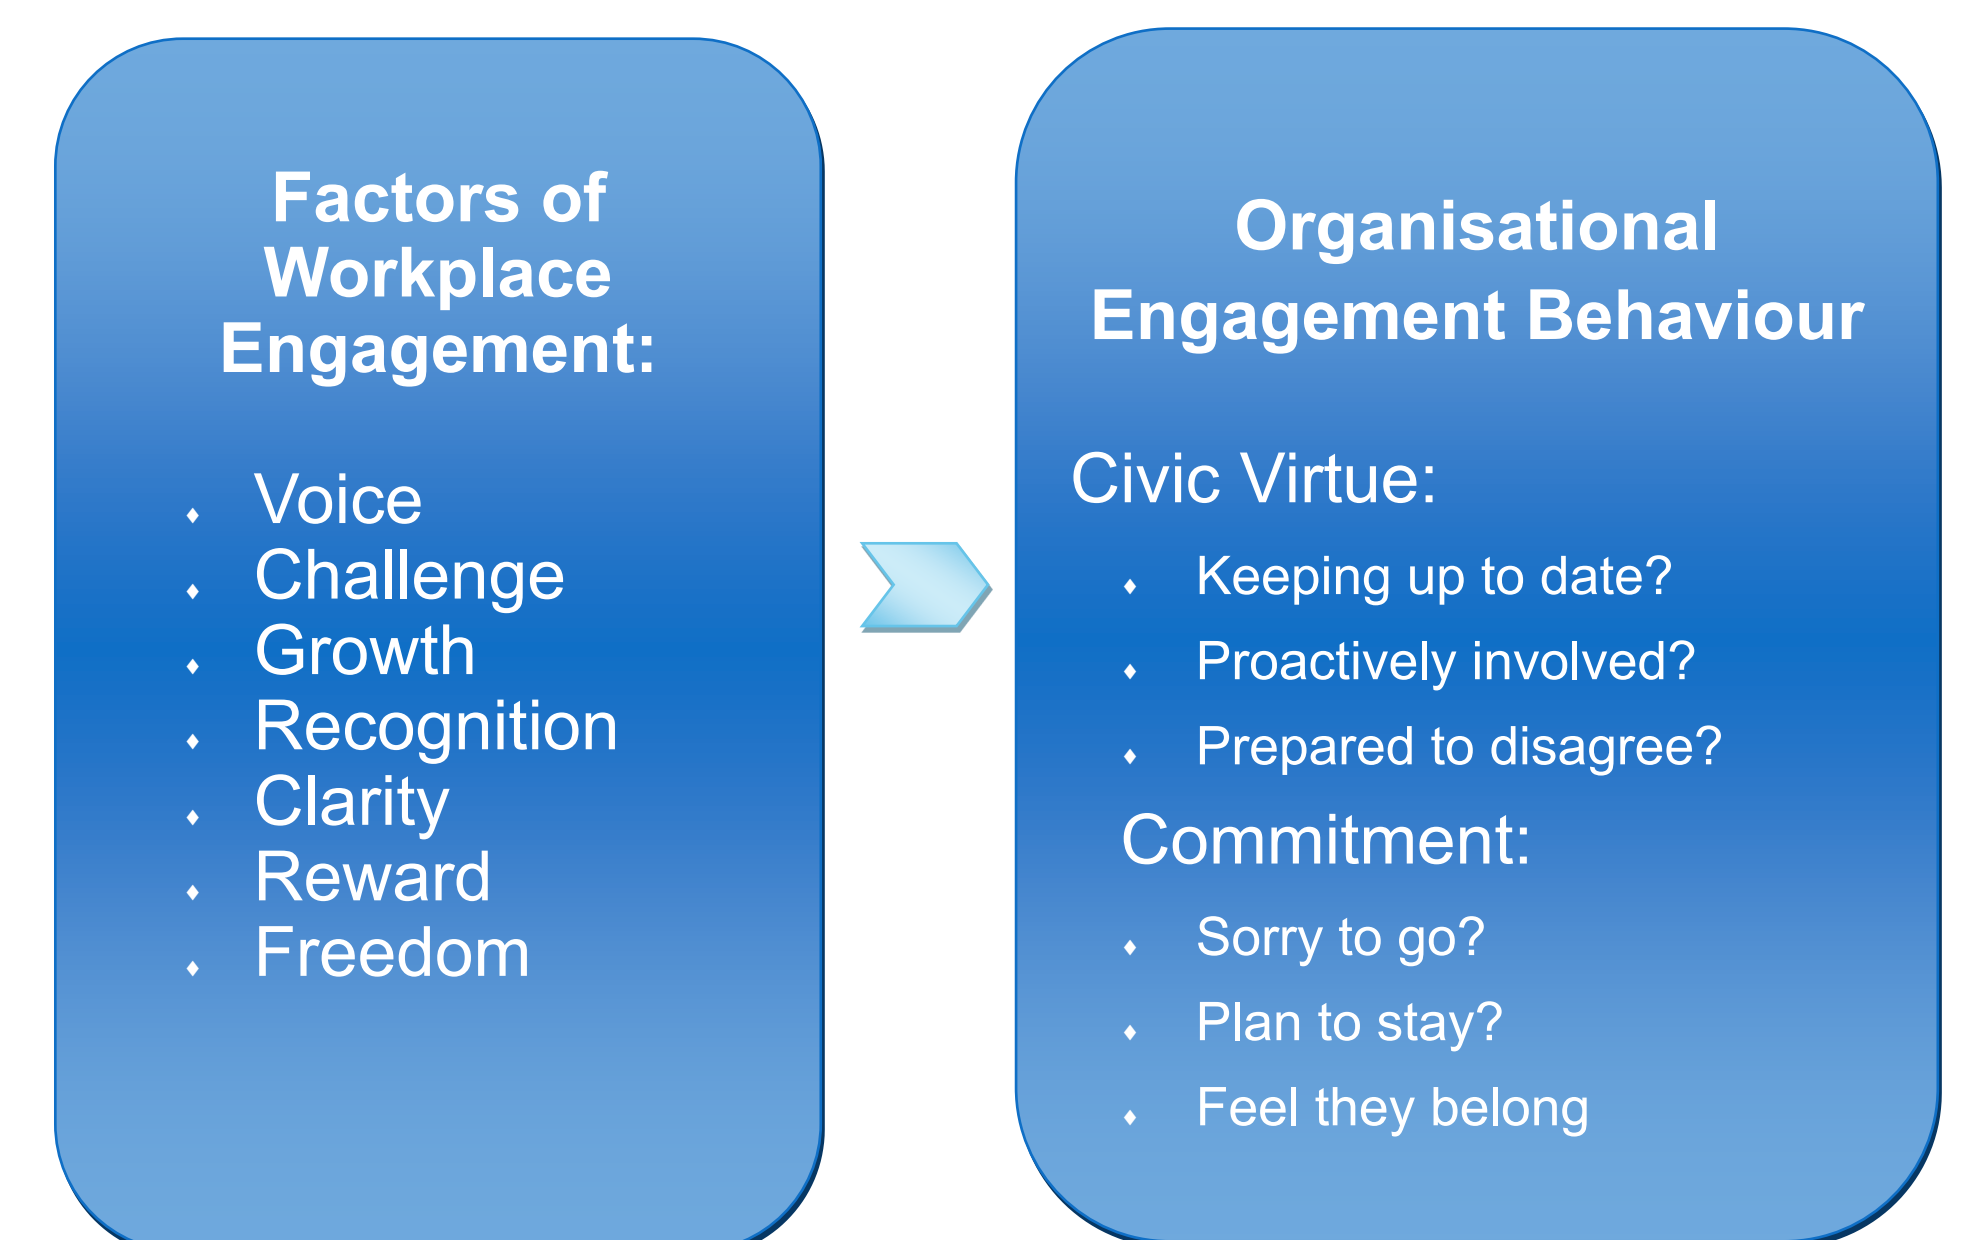 Factors of
Workplace
Engagement:
Voice
Challenge
Growth
Recognition
Clarity
Reward
Freedom
Organisational
Engagement Behaviour
Civic Virtue:
Keeping up to date?
Proactively involved?
Prepared to disagree?
Commitment:
Sorry to go?
Plan to stay?
Feel they belong